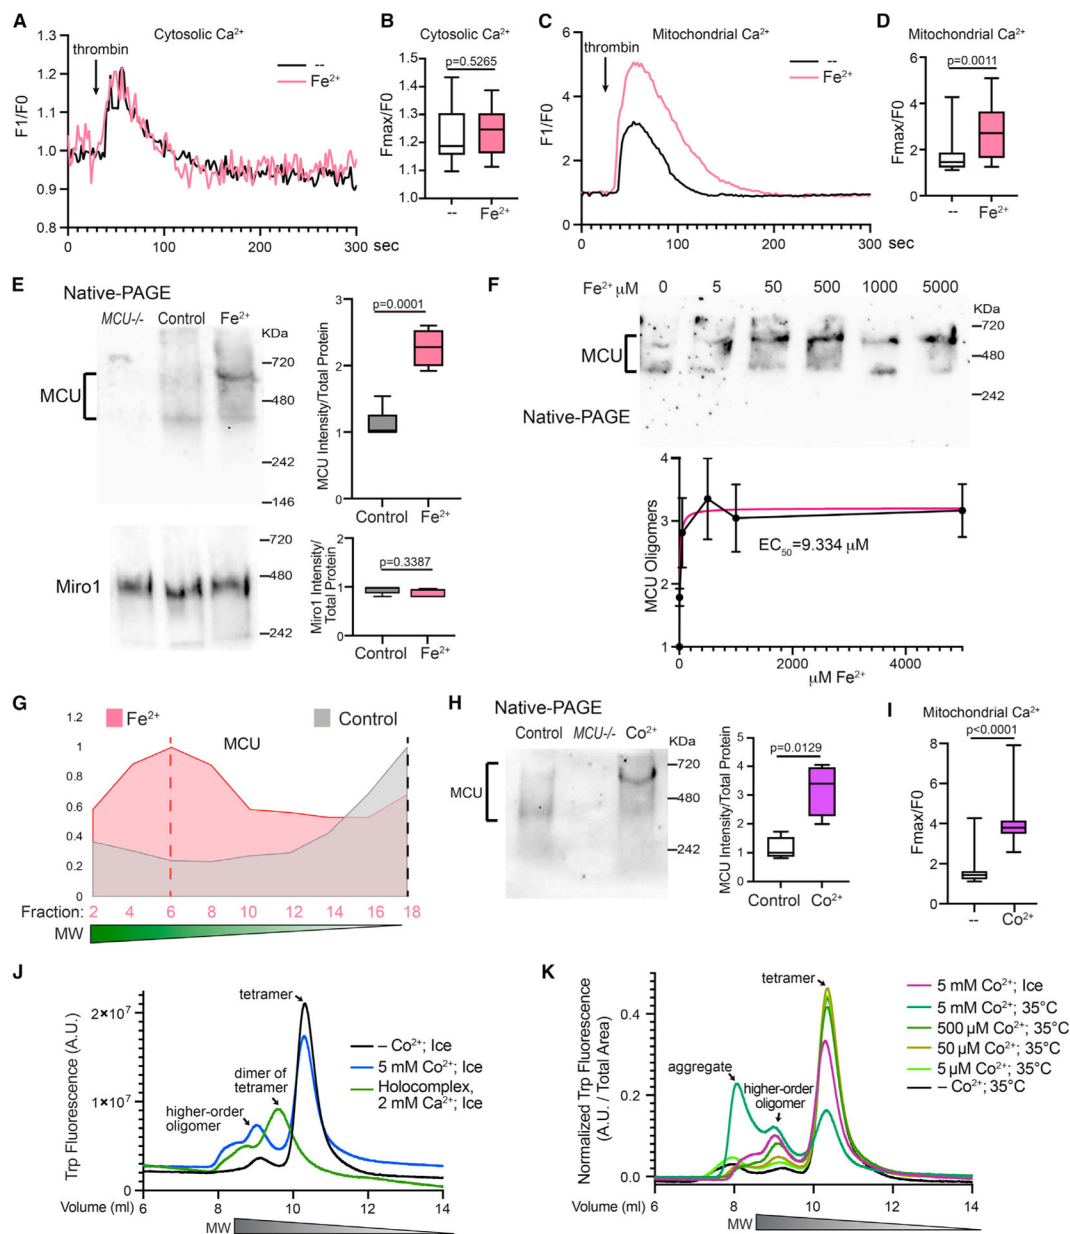 A
Cytosolic Ca²⁺
1.3
1.2
1.1
1.0
0.9
0.8
F1/F0
thrombin
--
Fe²⁺
0 100 200 300 sec
B
Cytosolic Ca²⁺
p=0.5265
1.5
1.4
1.3
1.2
1.1
1.0
Fmax/F0
-- Fe²⁺
C
Mitochondrial Ca²⁺
6
4
2
0
F1/F0
thrombin
--
Fe²⁺
0 100 200 300 sec
D
Mitochondrial Ca²⁺
p=0.0011
6
4
2
0
Fmax/F0
-- Fe²⁺
E
Native-PAGE
MCU-/- Control Fe²⁺
KDa
–720
–480
–242
–146
MCU
p=0.0001
3
2
1
0
MCU Intensity/Total Protein
Control Fe²⁺
Miro1
–720
–480
–242
p=0.3387
2
1
0
Miro1 Intensity/
Total Protein
Control Fe²⁺
F
Fe²⁺ µM 0 5 50 500 1000 5000
KDa
–720
–480
–242
MCU
Native-PAGE
4
3
2
1
MCU Oligomers
EC₅₀=9.334 µM
0 2000 4000
µM Fe²⁺
G
Fe²⁺ Control
MCU
1.2
1
0.8
0.6
0.4
0.2
0
Fraction: 2 4 6 8 10 12 14 16 18
MW
H
Native-PAGE
Control MCU-/- Co²⁺
KDa
–720
–480
–242
MCU
p=0.0129
5
4
3
2
1
0
MCU Intensity/Total Protein
Control Co²⁺
I
Mitochondrial Ca²⁺
p<0.0001
8
6
4
2
0
Fmax/F0
-- Co²⁺
J
2×10⁷
1×10⁷
0
Trp Fluorescence (A.U.)
tetramer
dimer of
tetramer
higher-order
oligomer
– Co²⁺; Ice
5 mM Co²⁺; Ice
Holocomplex,
2 mM Ca²⁺; Ice
6 8 10 12 14
Volume (ml)
MW
K
0.4
0.2
0.0
Normalized Trp Fluorescence
(A.U. / Total Area)
tetramer
aggregate
higher-order
oligomer
5 mM Co²⁺; Ice
5 mM Co²⁺; 35°C
500 µM Co²⁺; 35°C
50 µM Co²⁺; 35°C
5 µM Co²⁺; 35°C
– Co²⁺; 35°C
6 8 10 12 14
Volume (ml)
MW